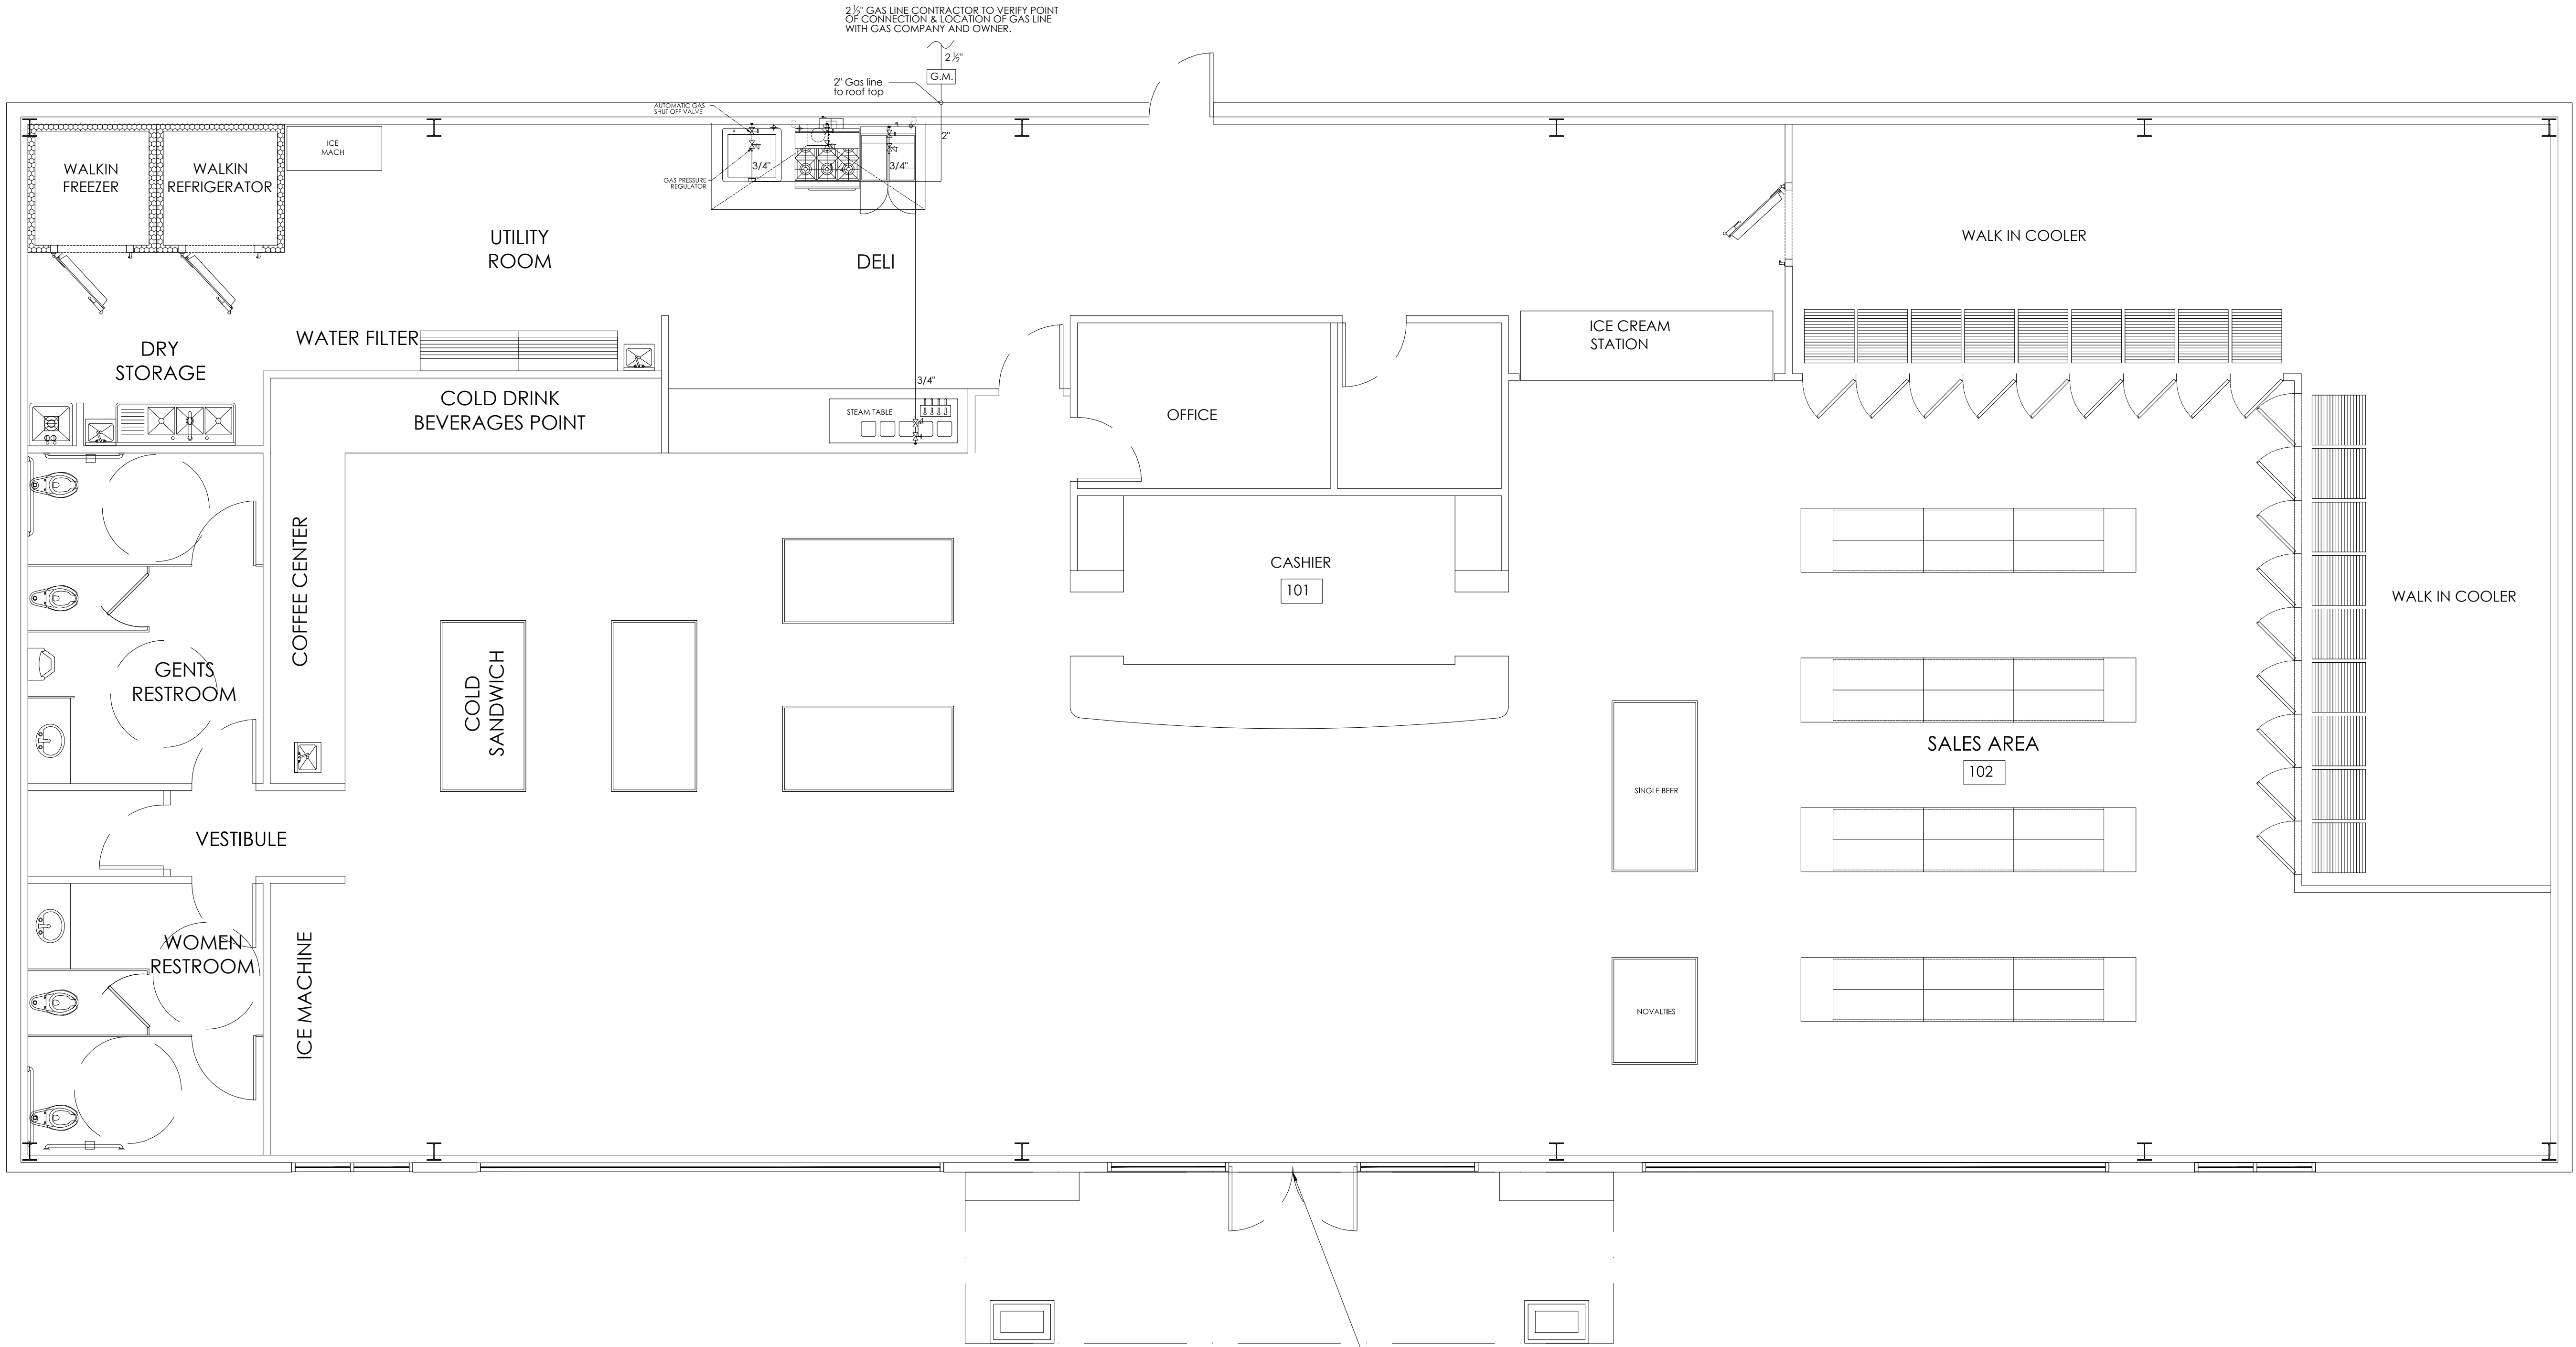 2 ½" GAS LINE CONTRACTOR TO VERIFY POINT
OF CONNECTION & LOCATION OF GAS LINE
WITH GAS COMPANY AND OWNER.
2 ½"
G.M.
2" Gas line
to roof top
AUTOMATIC GAS
SHUT OFF VALVE
2"
ICE
MACH
WALKIN
FREEZER
WALKIN
REFRIGERATOR
3/4"
3/4"
GAS PRESSURE
REGULATOR
UTILITY
ROOM
DELI
WALK IN COOLER
WATER FILTER
DRY
STORAGE
ICE CREAM
STATION
3/4"
COLD DRINK
BEVERAGES POINT
STEAM TABLE
OFFICE
COFFEE CENTER
CASHIER
101
WALK IN COOLER
GENTS
RESTROOM
COLD
SANDWICH
SALES AREA
102
SINGLE BEER
VESTIBULE
WOMEN
RESTROOM
ICE MACHINE
NOVALTIES